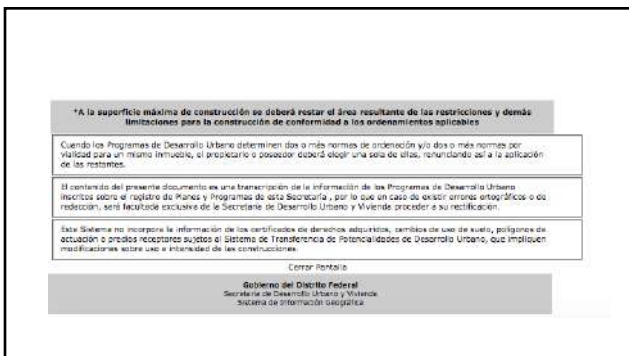 *A la superficie máxima de construcción se deberá restar el área resultante de las restricciones y demás
limitaciones para la construcción de conformidad a los ordenamientos aplicables
Cuando los Programas de Desarrollo Urbano determinen dos o más normas de ordenación y/o dos o más normas por
vialidad para un mismo inmueble, el propietario o poseedor deberá elegir una sola de ellas, renunciando así a la aplicación
de las restantes.
El contenido del presente documento es una transcripción de la información de los Programas de Desarrollo Urbano
inscritos sobre el registro de Planes y Programas de esta Secretaría , por lo que en caso de existir errores ortográficos o de
redacción, será facultad exclusiva de la Secretaría de Desarrollo Urbano y Vivienda proceder a su rectificación.
Este Sistema no incorpora la información de los certificados de derechos adquiridos, cambios de uso de suelo, polígonos de
actuación o predios receptores sujetos al Sistema de Transferencia de Potencialidades de Desarrollo Urbano, que impliquen
modificaciones sobre uso e intensidad de las construcciones.
Cerrar Pantalla
Gobierno del Distrito Federal
Secretaría de Desarrollo Urbano y Vivienda
Sistema de Información Geográfica